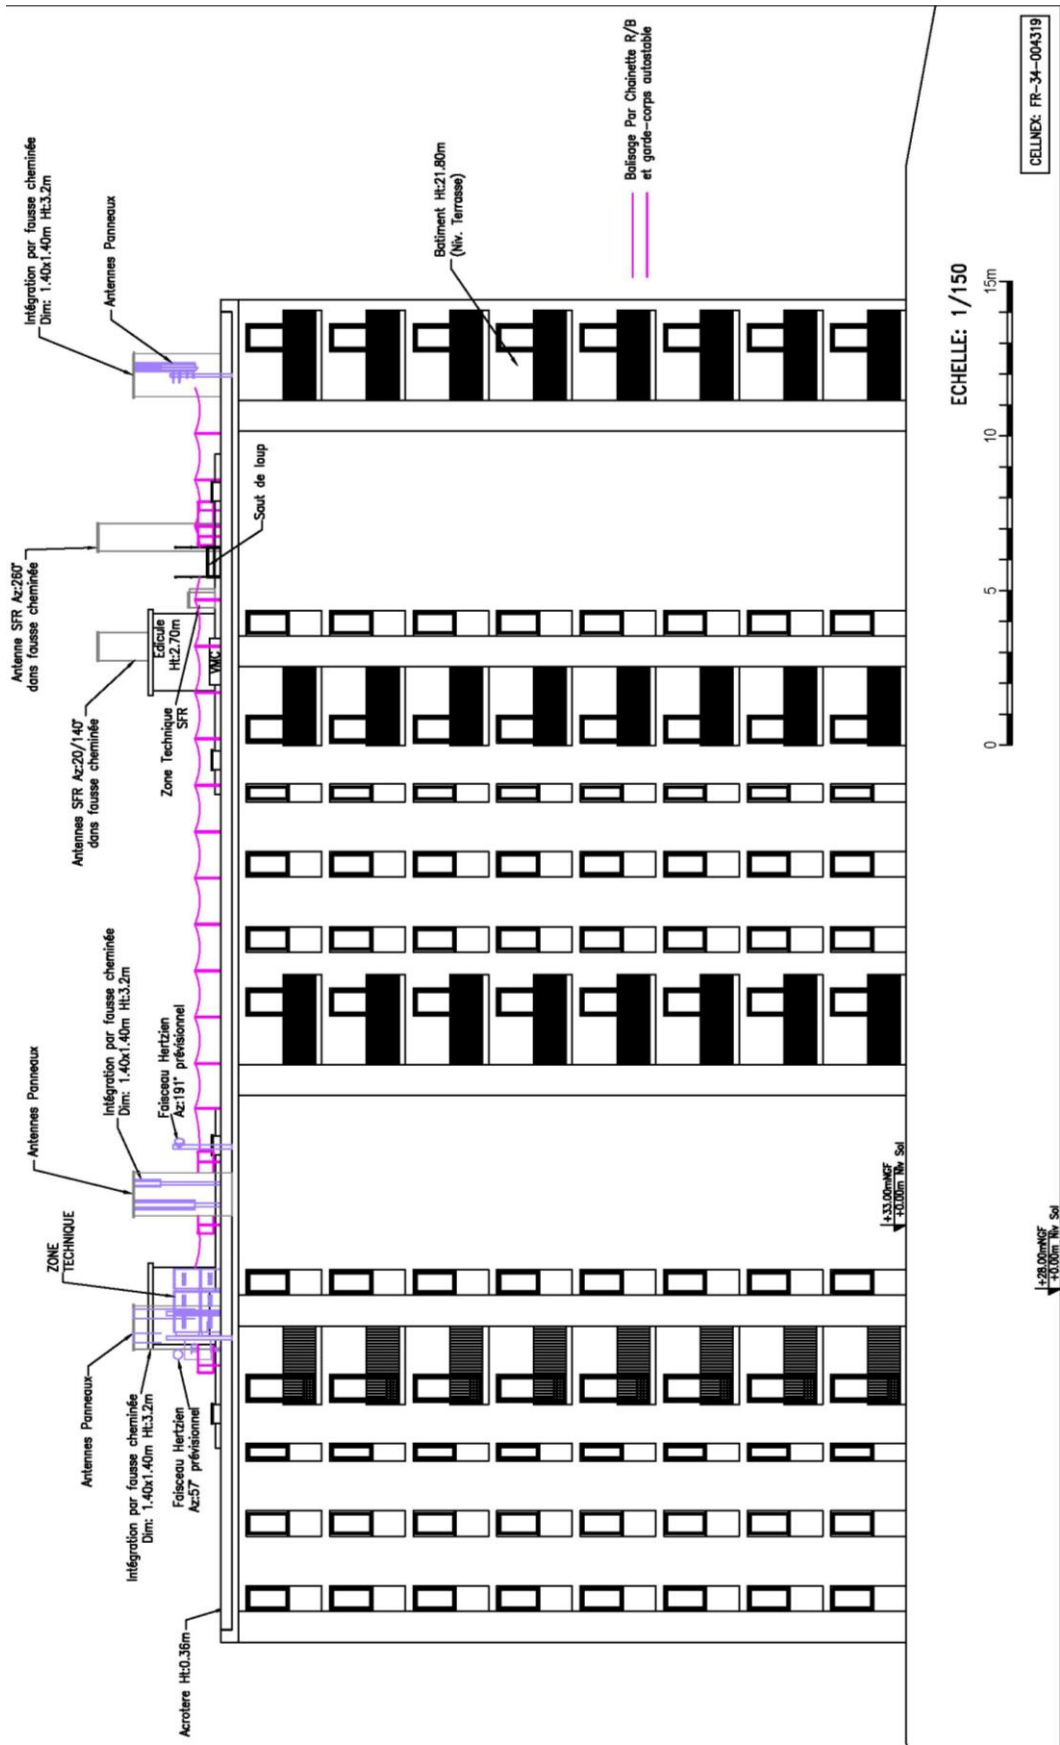 Intégration par fausse cheminée
Dim: 1.40x1.40m Ht:3.2m
Antennes Panneaux
Antenne SFR Az:260°
dans fausse cheminée
Antennes SFR Az:20/140°
dans fausse cheminée
Edicule
Ht:2.70m
VMC
Zone Technique
SFR
Saut de loup
Batiment Ht:21.80m
(Niv. Terrasse)
Balisage Par Chainette R/B
et garde-corps autostable
Antennes Panneaux
Intégration par fausse cheminée
Dim: 1.40x1.40m Ht:3.2m
Faisceau Hertzien
Az:191° prévisionnel
ZONE
TECHNIQUE
Antennes Panneaux
Intégration par fausse cheminée
Dim: 1.40x1.40m Ht:3.2m
Faisceau Hertzien
Az:57° prévisionnel
Acrotere Ht:0.36m
+33.00mNGF
+0.00m Niv Sol
+28.00mNGF
+0.00m Niv Sol
ECHELLE: 1/150
0
5
10
15m
CELLNEX: FR-34-004319